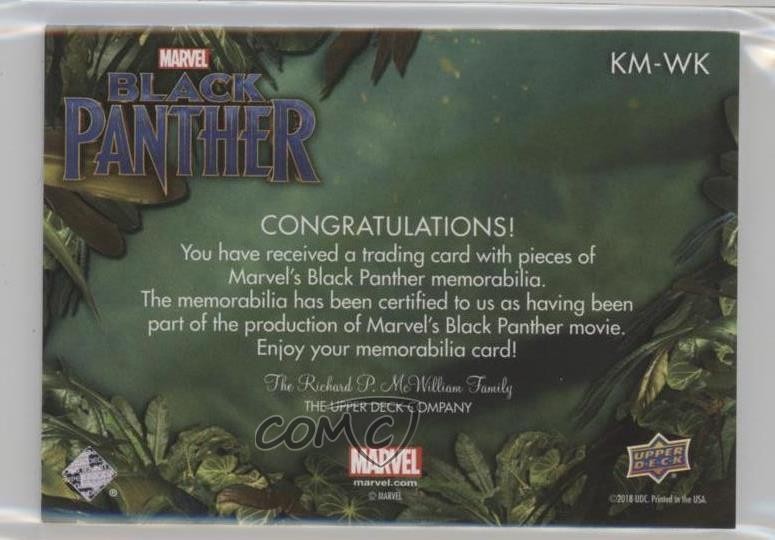 MARVEL
BLACK
PANTHER
KM-WK
CONGRATULATIONS!
You have received a trading card with pieces of
Marvel's Black Panther memorabilia.
The memorabilia has been certified to us as having been
part of the production of Marvel's Black Panther movie.
Enjoy your memorabilia card!
The Richard P. McWilliam Family
THE UPPER DECK COMPANY
COMC
MARVEL
marvel.com
© MARVEL
®
UPPER
D·E·C·K
©2018 UDC. Printed in the USA.